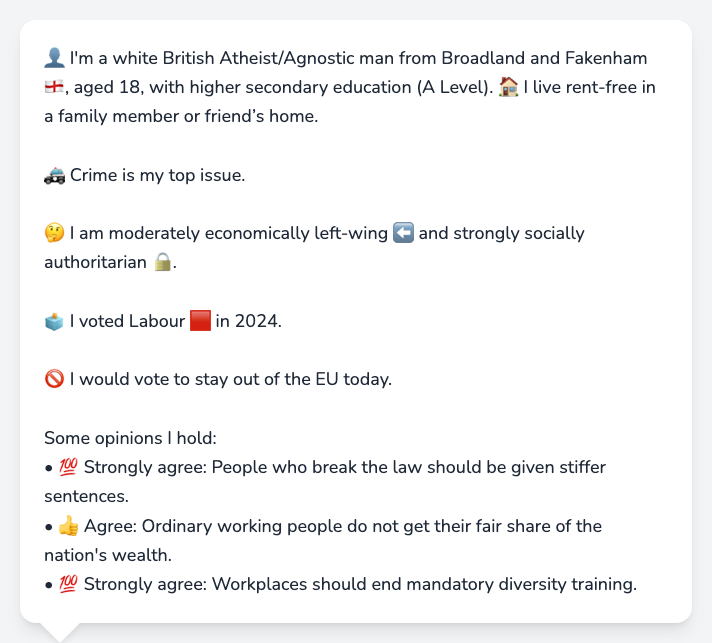 👤 I'm a white British Atheist/Agnostic man from Broadland and Fakenham
🏴󠁧󠁢󠁥󠁮󠁧󠁿, aged 18, with higher secondary education (A Level). 🏠 I live rent-free in
a family member or friend’s home.
🚓 Crime is my top issue.
🤔 I am moderately economically left-wing ⬅️ and strongly socially
authoritarian 🔒.
🗳️ I voted Labour 🟥 in 2024.
🚫 I would vote to stay out of the EU today.
Some opinions I hold:
• 💯 Strongly agree: People who break the law should be given stiffer
sentences.
• 👍 Agree: Ordinary working people do not get their fair share of the
nation's wealth.
• 💯 Strongly agree: Workplaces should end mandatory diversity training.